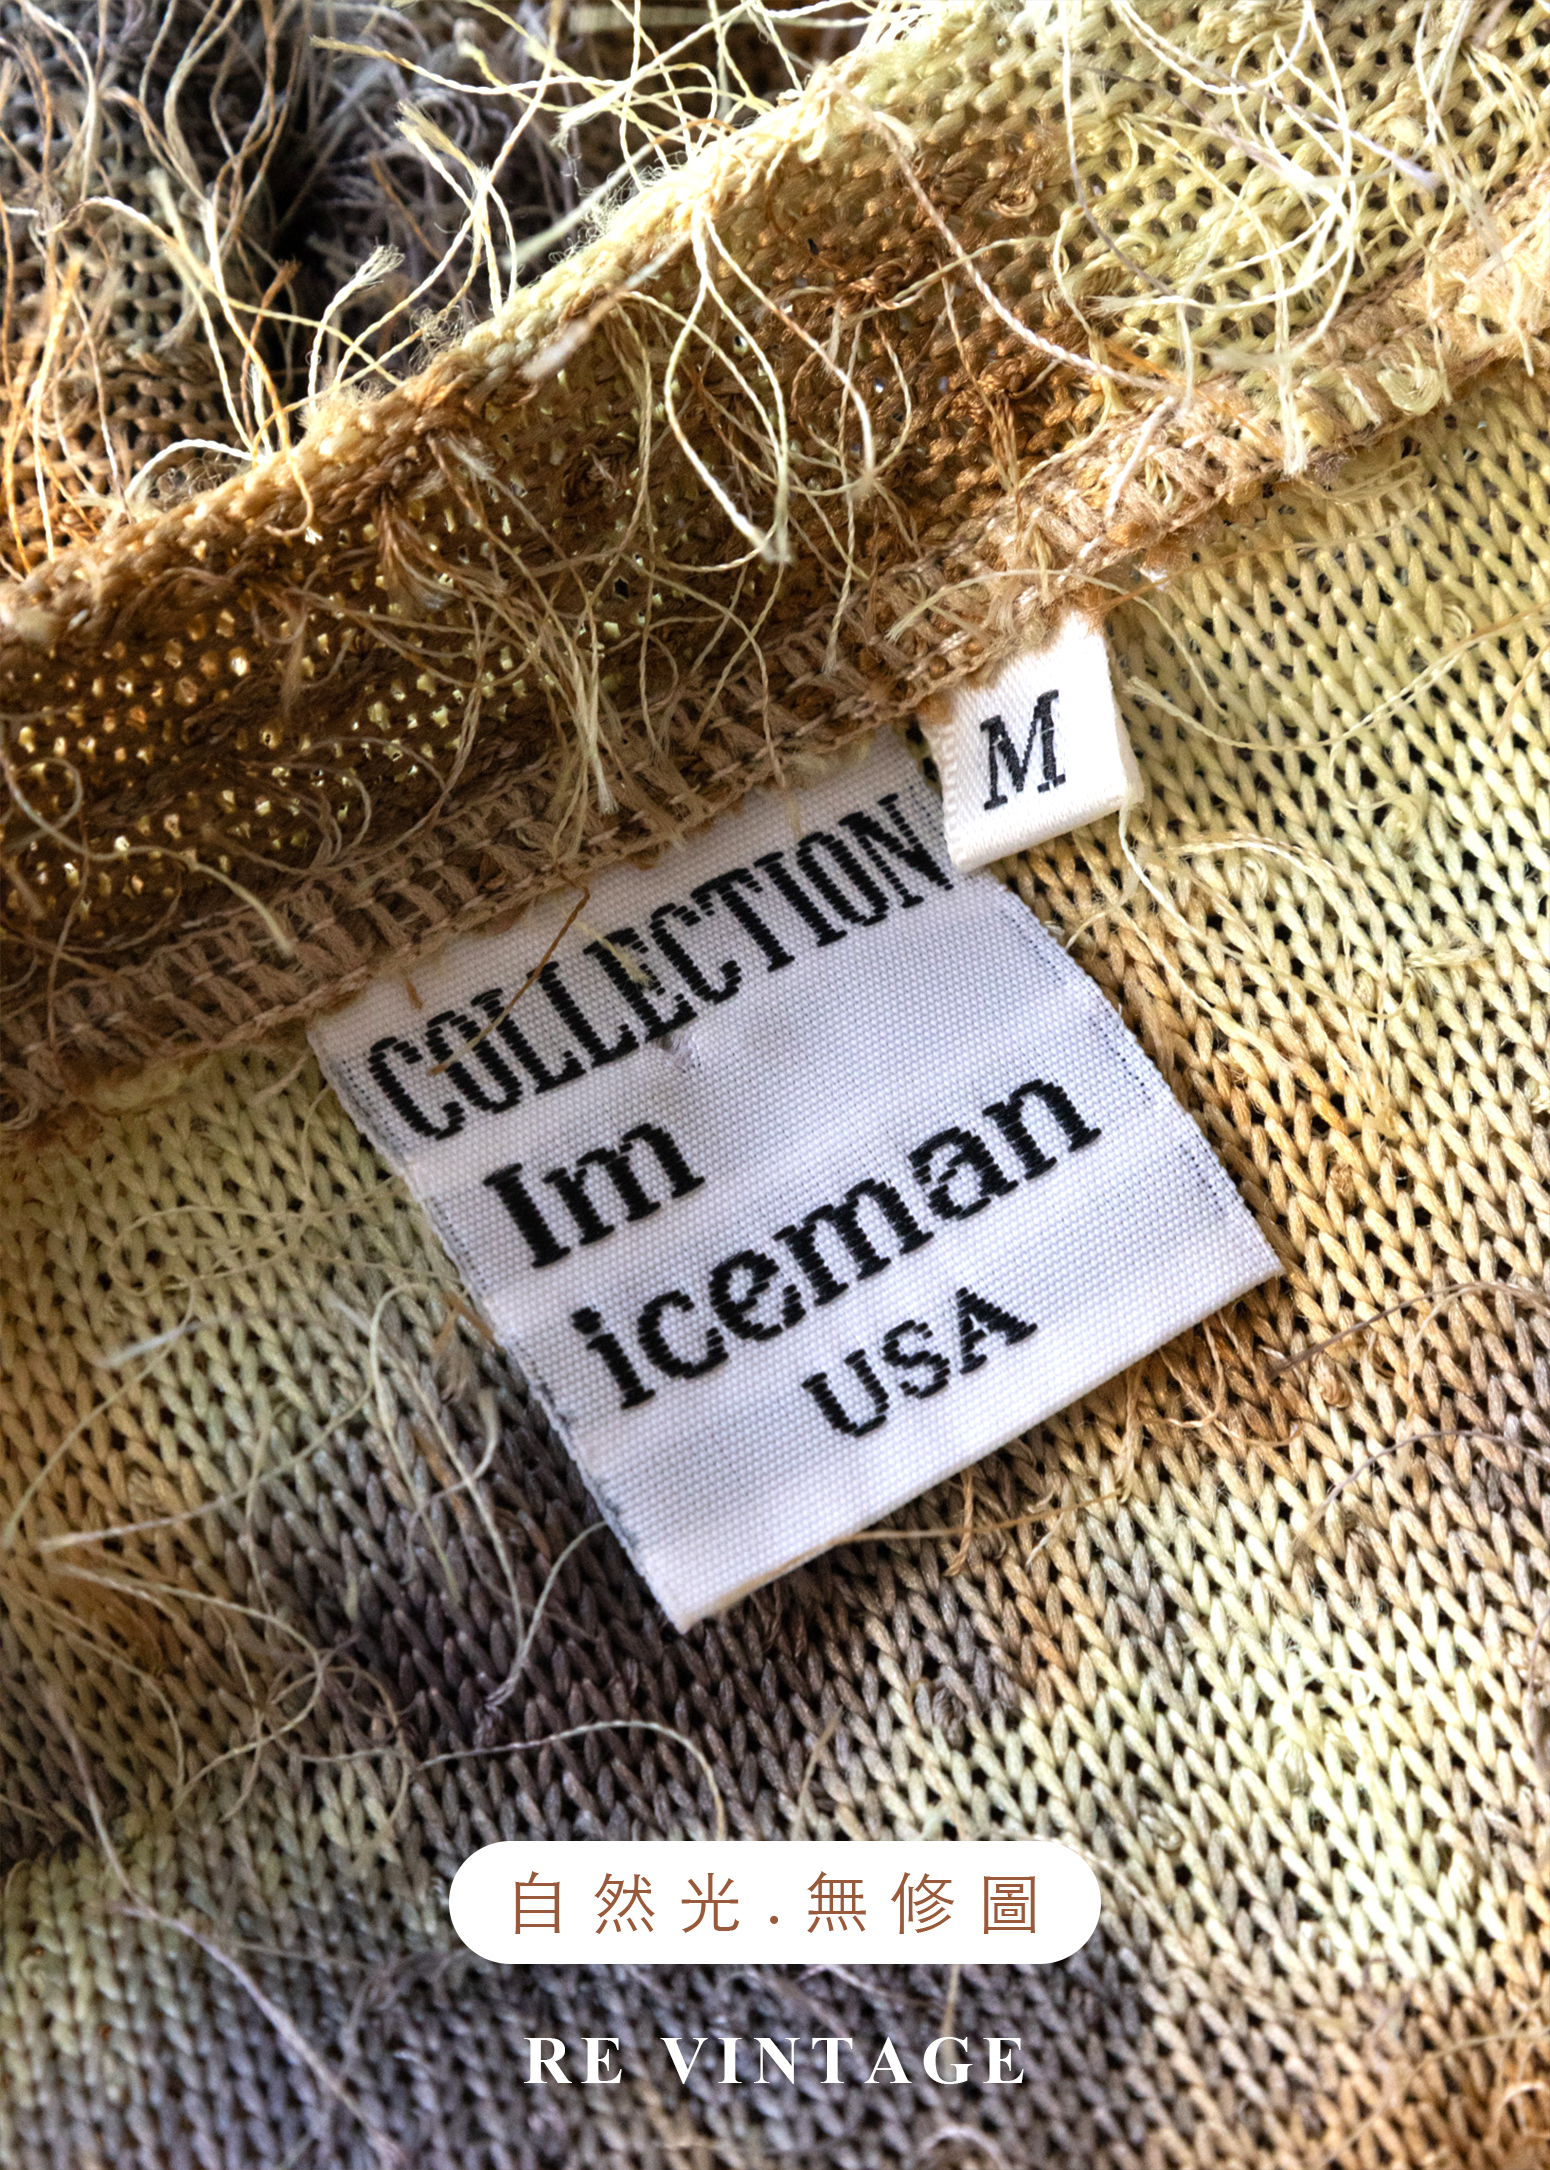 M
COLLECTION
Im
iceman
USA
自然光.無修圖
RE VINTAGE